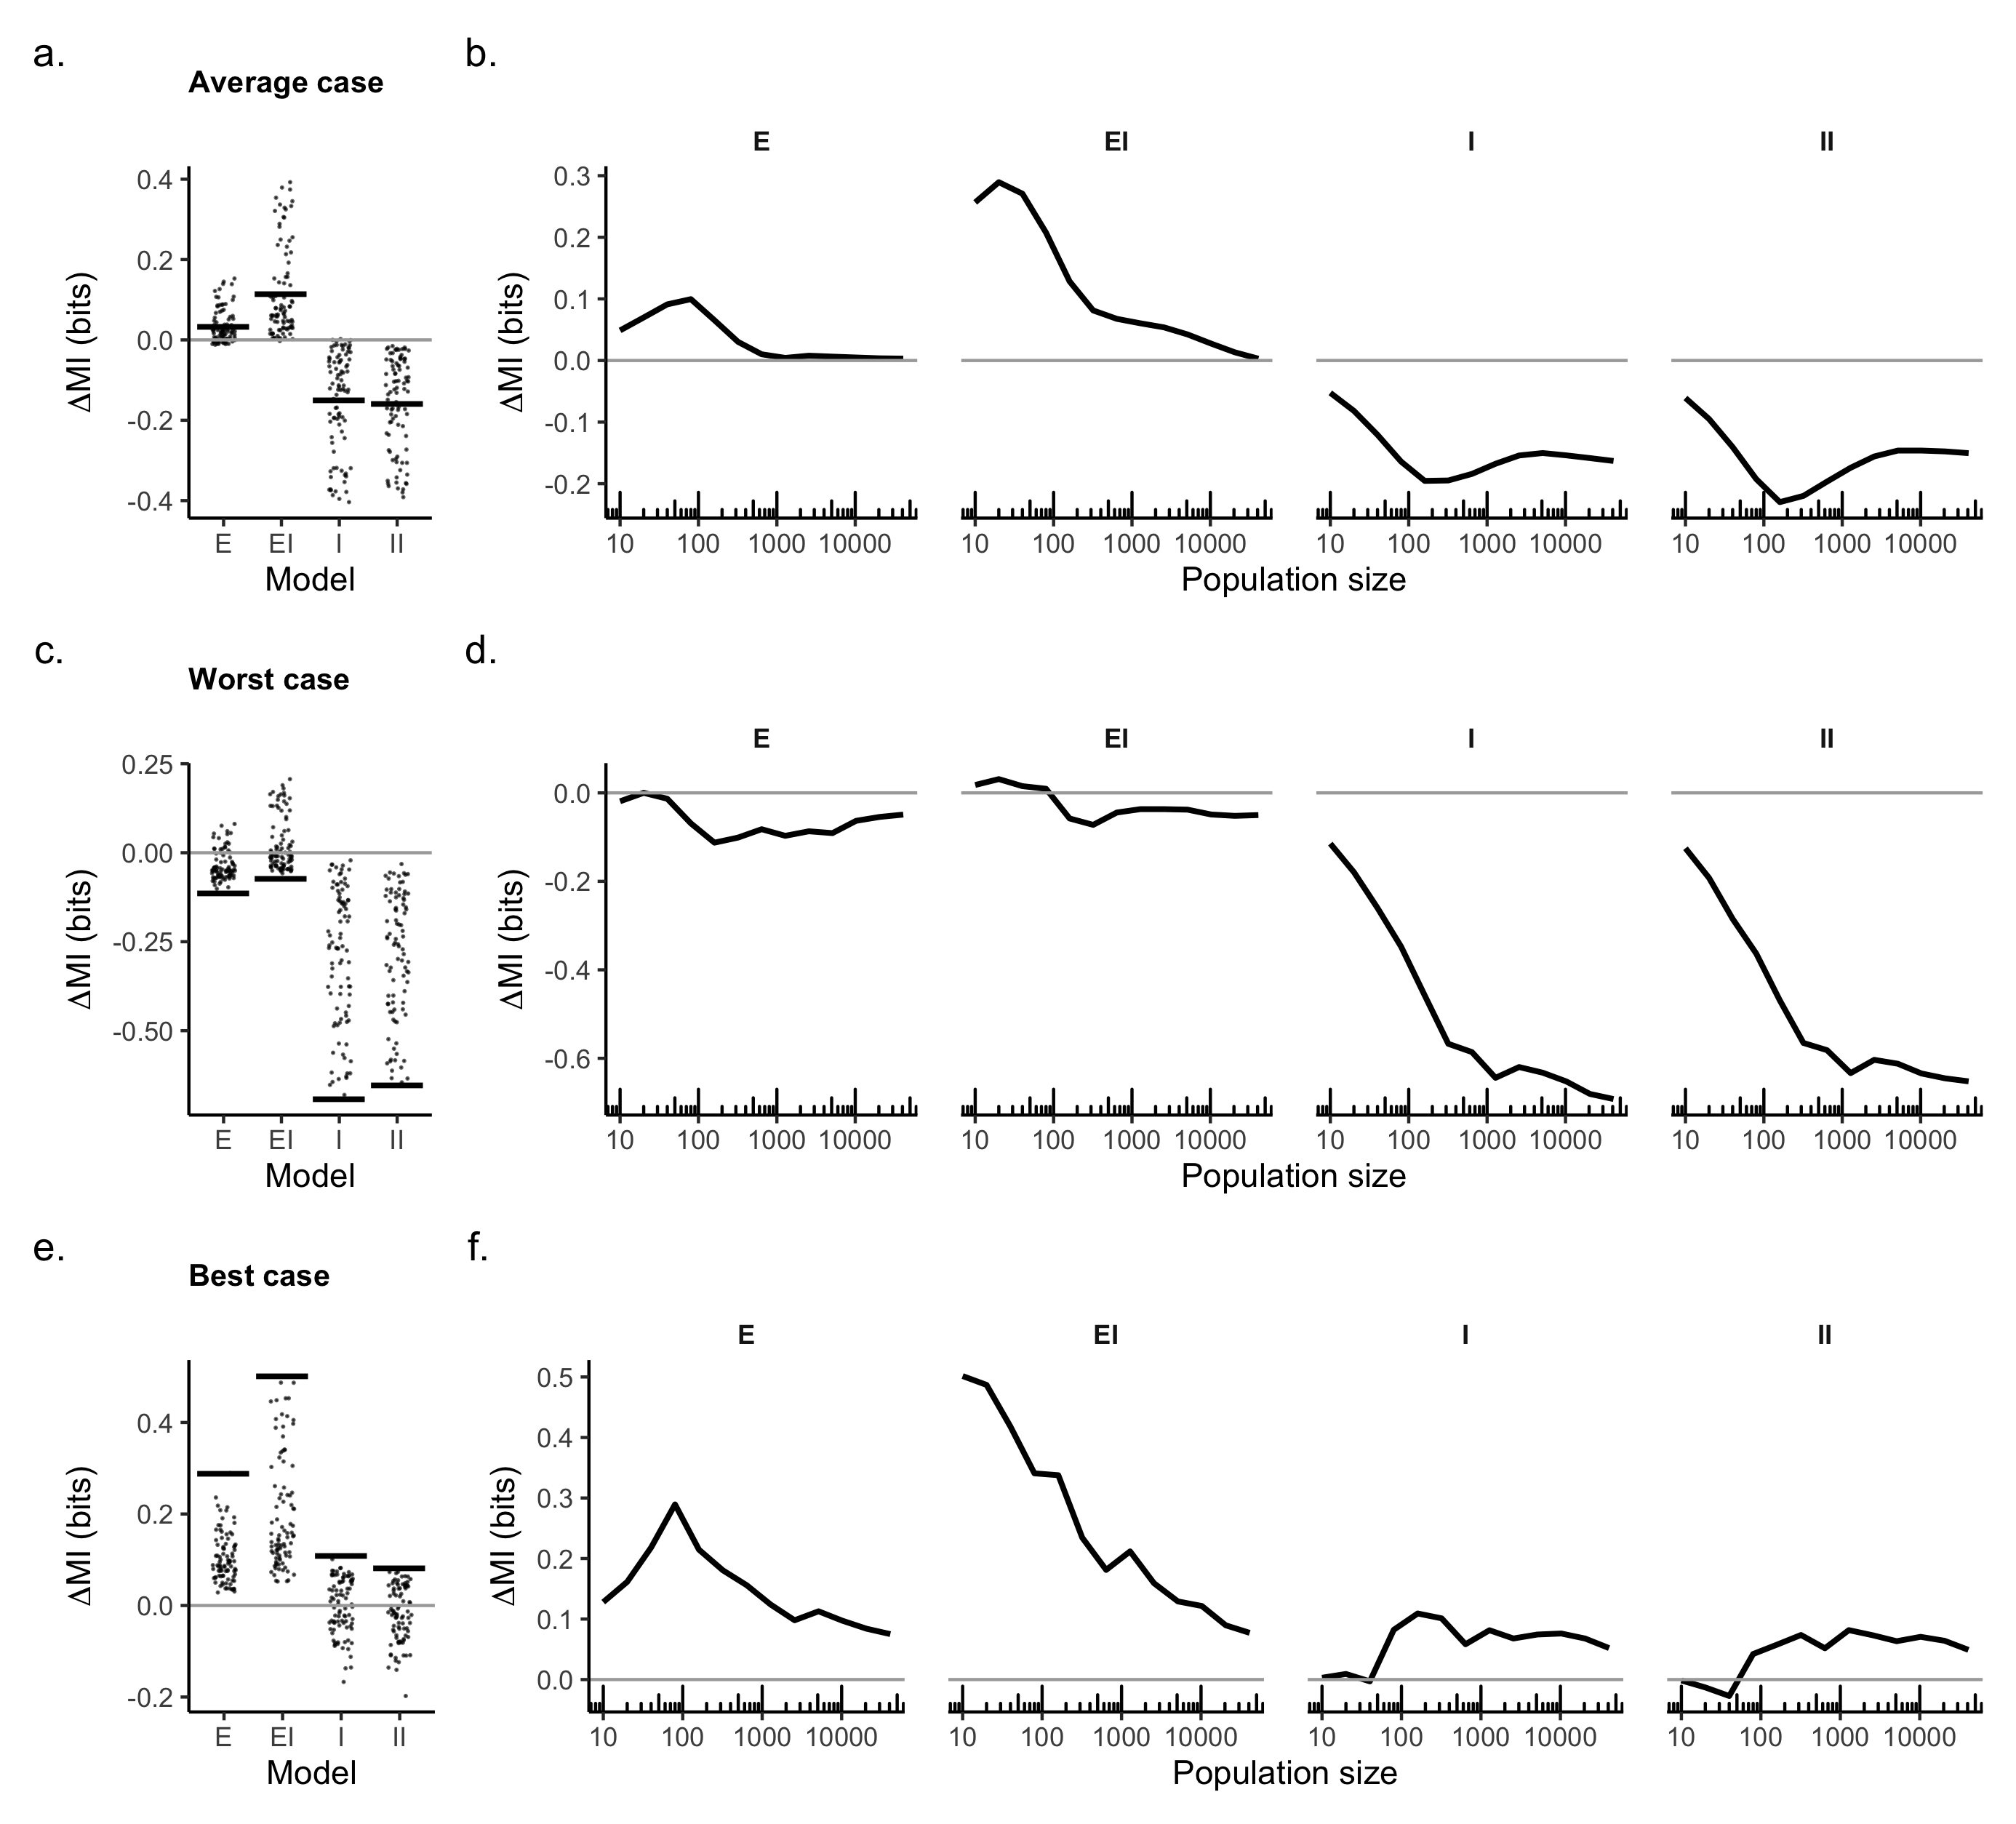 a.
Average case
b.
E EI I II
0.4
0.2
0.0
-0.2
-0.4
ΔMI (bits)
E EI I II
Model
0.3
0.2
0.1
0.0
-0.1
-0.2
ΔMI (bits)
10 100 1000 10000 10 100 1000 10000 10 100 1000 10000 10 100 1000 10000
Population size
c.
Worst case
d.
E EI I II
0.25
0.00
-0.25
-0.50
ΔMI (bits)
E EI I II
Model
0.0
-0.2
-0.4
-0.6
ΔMI (bits)
10 100 1000 10000 10 100 1000 10000 10 100 1000 10000 10 100 1000 10000
Population size
e.
Best case
f.
E EI I II
0.4
0.2
0.0
-0.2
ΔMI (bits)
E EI I II
Model
0.5
0.4
0.3
0.2
0.1
0.0
ΔMI (bits)
10 100 1000 10000 10 100 1000 10000 10 100 1000 10000 10 100 1000 10000
Population size